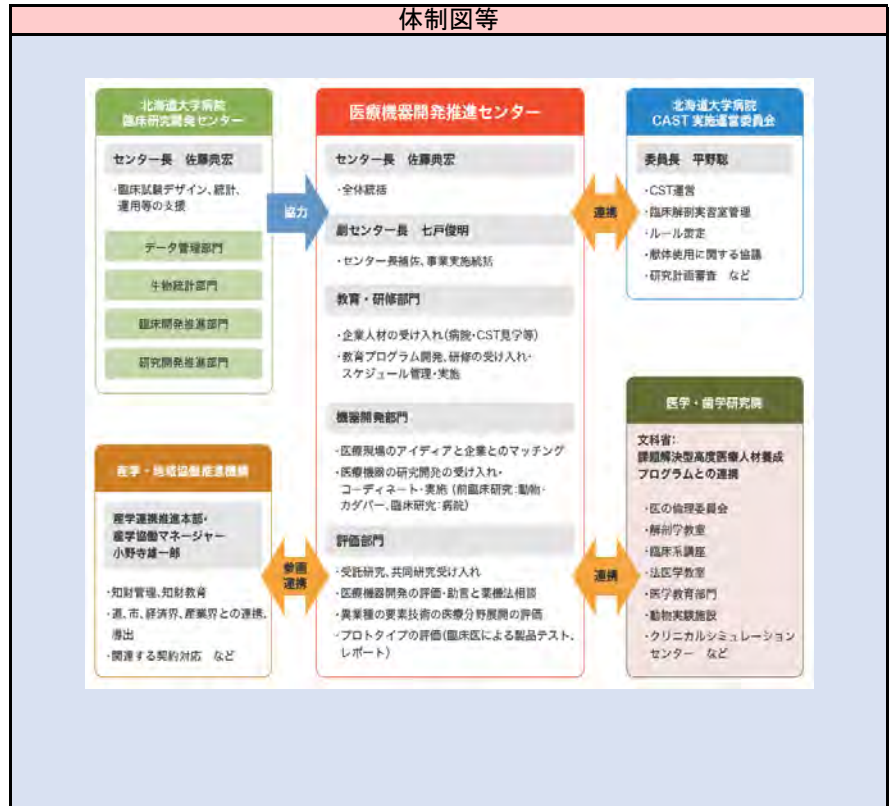 体制図等
北海道大学病院
臨床研究開発センター
センター長 佐藤典宏
・臨床試験デザイン、統計、
運用等の支援
データ管理部門
生物統計部門
臨床開発推進部門
研究開発推進部門
協力
産学・地域協働推進機構
産学連携推進本部・
産学協働マネージャー
小野寺雄一郎
・知財管理、知財教育
・道、市、経済界、産業界との連携、
導出
・関連する契約対応 など
参画
連携
医療機器開発推進センター
センター長 佐藤典宏
・全体統括
副センター長 七戸俊明
・センター長補佐、事業実施統括
教育・研修部門
・企業人材の受け入れ(病院・CST見学等)
・教育プログラム開発、研修の受け入れ・
スケジュール管理・実施
機器開発部門
・医療現場のアイディアと企業とのマッチング
・医療機器の研究開発の受け入れ・
コーディネート・実施 (前臨床研究:動物・
カダバー、臨床研究:病院)
評価部門
・受託研究、共同研究受け入れ
・医療機器開発の評価・助言と薬機法相談
・異業種の要素技術の医療分野展開の評価
・プロトタイプの評価(臨床医による製品テスト、
レポート)
連携
北海道大学病院
CAST 実施運営委員会
委員長 平野聡
・CST運営
・臨床解剖実習室管理
・ルール策定
・献体使用に関する協議
・研究計画審査 など
連携
医学・歯学研究院
文科省:
課題解決型高度医療人材養成
プログラムとの連携
・医の倫理委員会
・解剖学教室
・臨床系講座
・法医学教室
・医学教育部門
・動物実験施設
・クリニカルシミュレーション
センター など